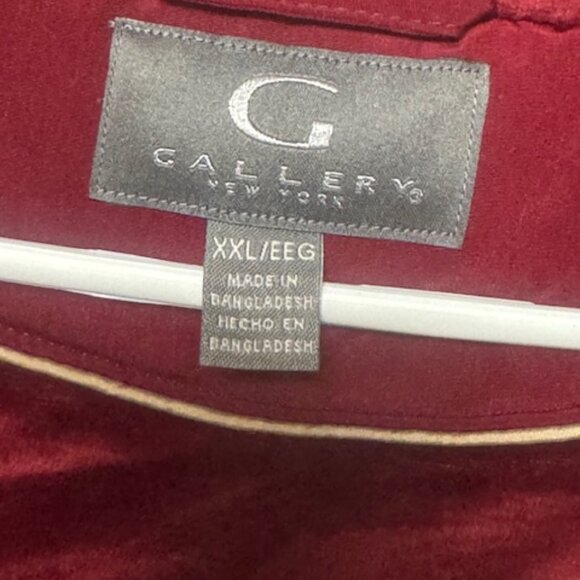 G
GALLERY®
NEW YORK
XXL/EEG
MADE IN
BANGLADESH
HECHO EN
BANGLADESH